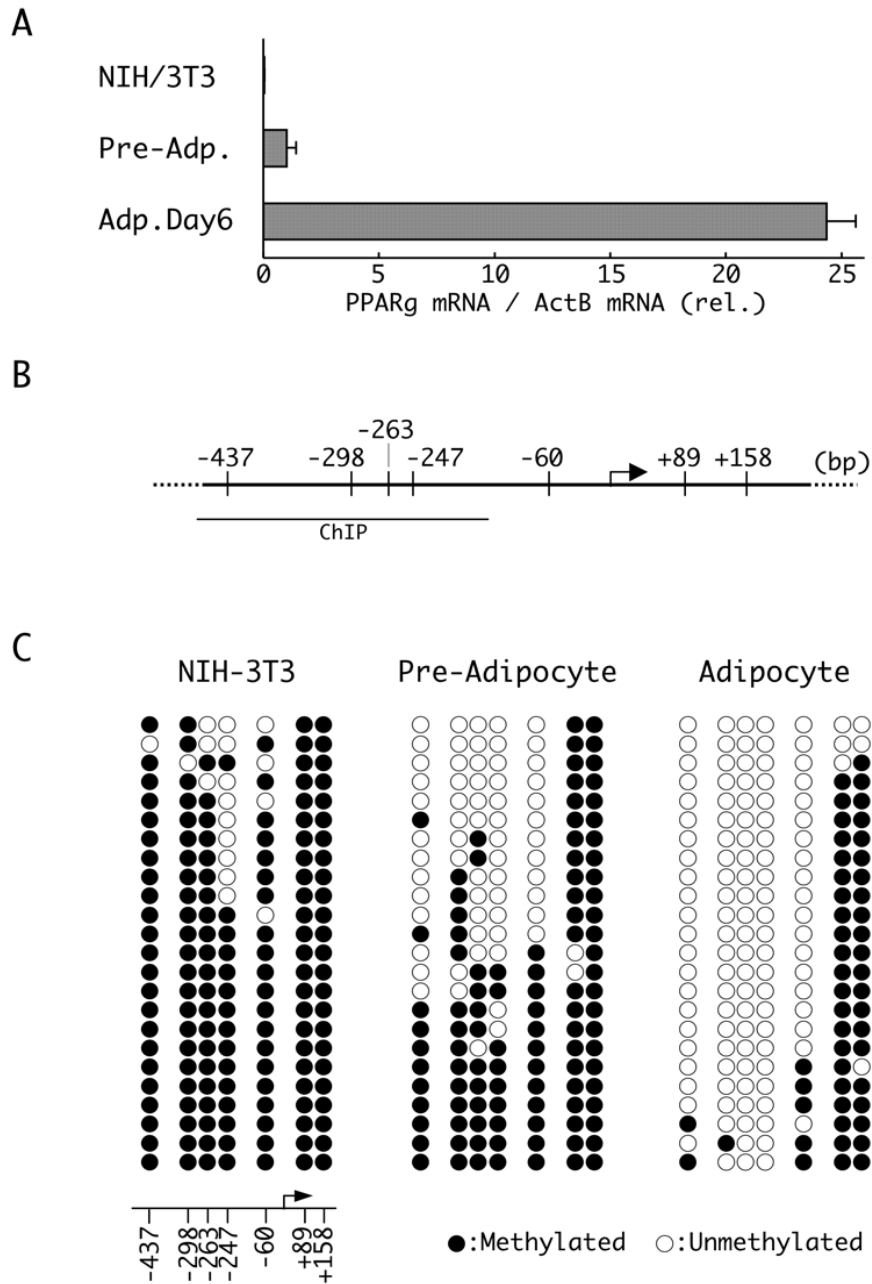 A
NIH/3T3
Pre-Adp.
Adp.Day6
0 5 10 15 20 25
PPARg mRNA / ActB mRNA (rel.)
B
-263
-437 -298 -247 -60 +89 +158 (bp)
ChIP
C
NIH-3T3 Pre-Adipocyte Adipocyte
-437 -298 -263 -247 -60 +89 +158
●:Methylated ○:Unmethylated